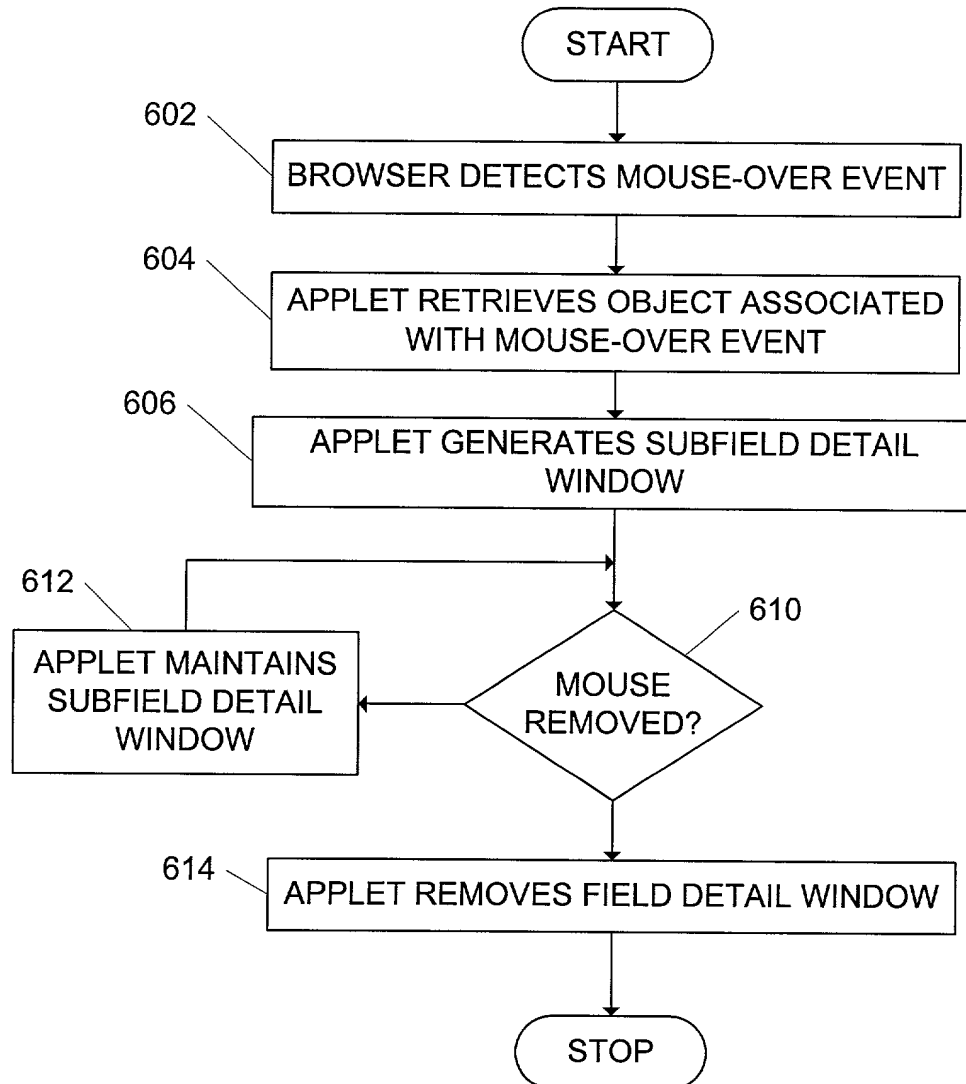 START
602
BROWSER DETECTS MOUSE-OVER EVENT
604
APPLET RETRIEVES OBJECT ASSOCIATED
WITH MOUSE-OVER EVENT
606
APPLET GENERATES SUBFIELD DETAIL
WINDOW
612
610
APPLET MAINTAINS
SUBFIELD DETAIL
WINDOW
MOUSE
REMOVED?
614
APPLET REMOVES FIELD DETAIL WINDOW
STOP